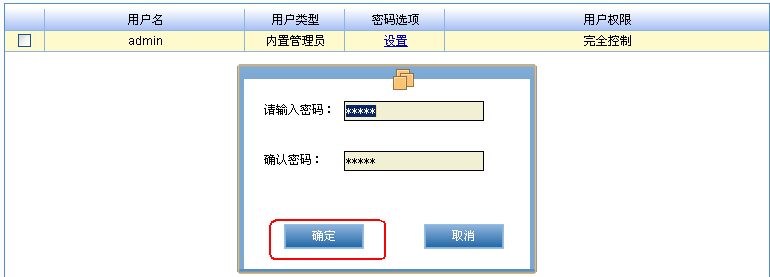 用户名 用户类型 密码选项 用户权限
admin 内置管理员 设置 完全控制
请输入密码： *****
确认密码： *****
确定 取消